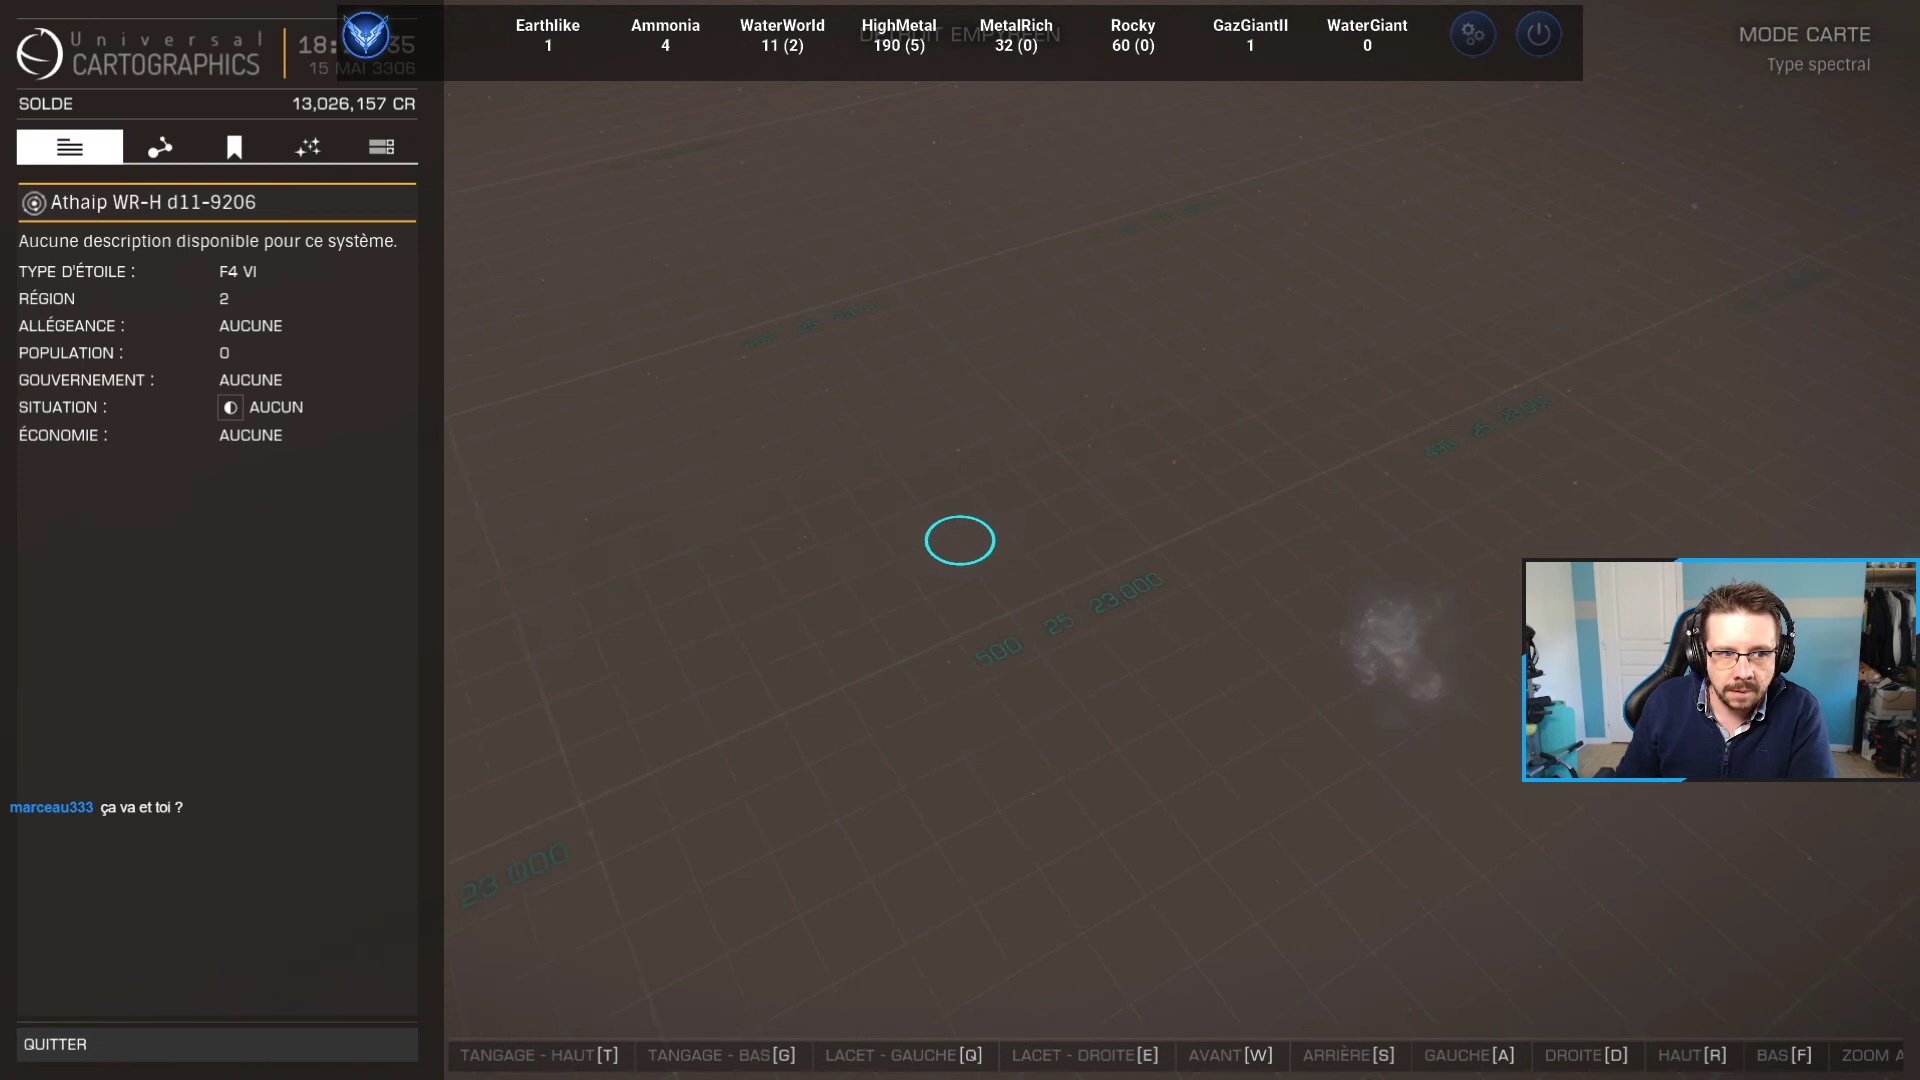 Universal
CARTOGRAPHICS
15 MAI 3306
SOLDE 13,026,157 CR
Athaip WR-H d11-9206
Aucune description disponible pour ce système.
TYPE D'ÉTOILE : F4 VI
RÉGION 2
ALLÉGEANCE : AUCUNE
POPULATION : 0
GOUVERNEMENT : AUCUNE
SITUATION : AUCUN
ÉCONOMIE : AUCUNE
marceau333 ça va et toi ?
QUITTER
Earthlike Ammonia WaterWorld HighMetal MetalRich Rocky GazGiantII WaterGiant
1 4 11 (2) 190 (5) 32 (0) 60 (0) 1 0
MODE CARTE
Type spectral
-500 25 23,000
23,000
TANGAGE - HAUT[T] TANGAGE - BAS[G] LACET - GAUCHE[Q] LACET - DROITE[E] AVANT[W] ARRIÈRE[S] GAUCHE[A] DROITE[D] HAUT[R] BAS[F] ZOOM A